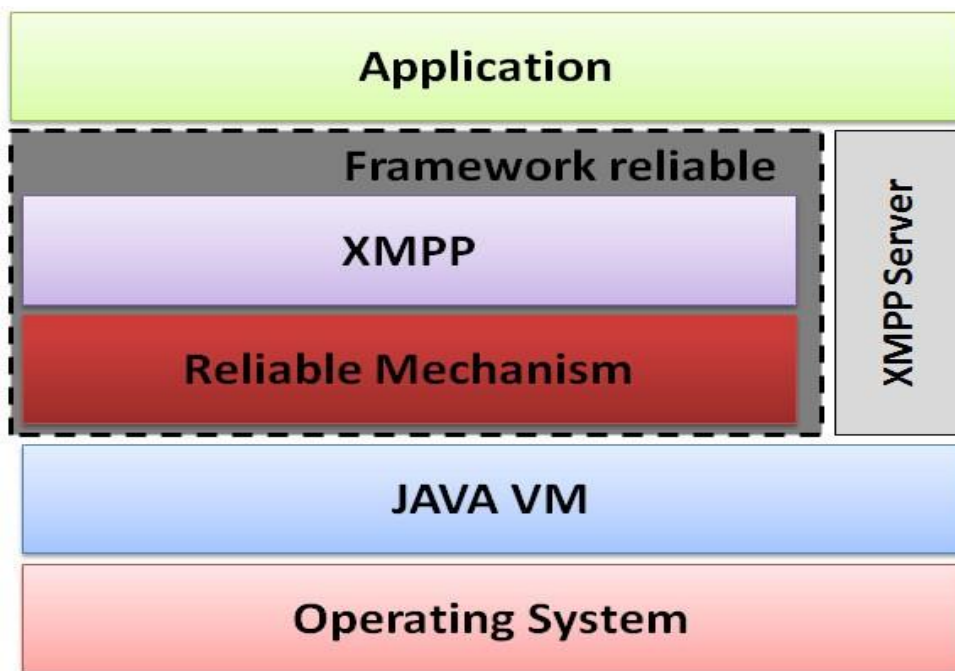 Application
Framework reliable
XMPP
Reliable Mechanism
XMPP Server
JAVA VM
Operating System